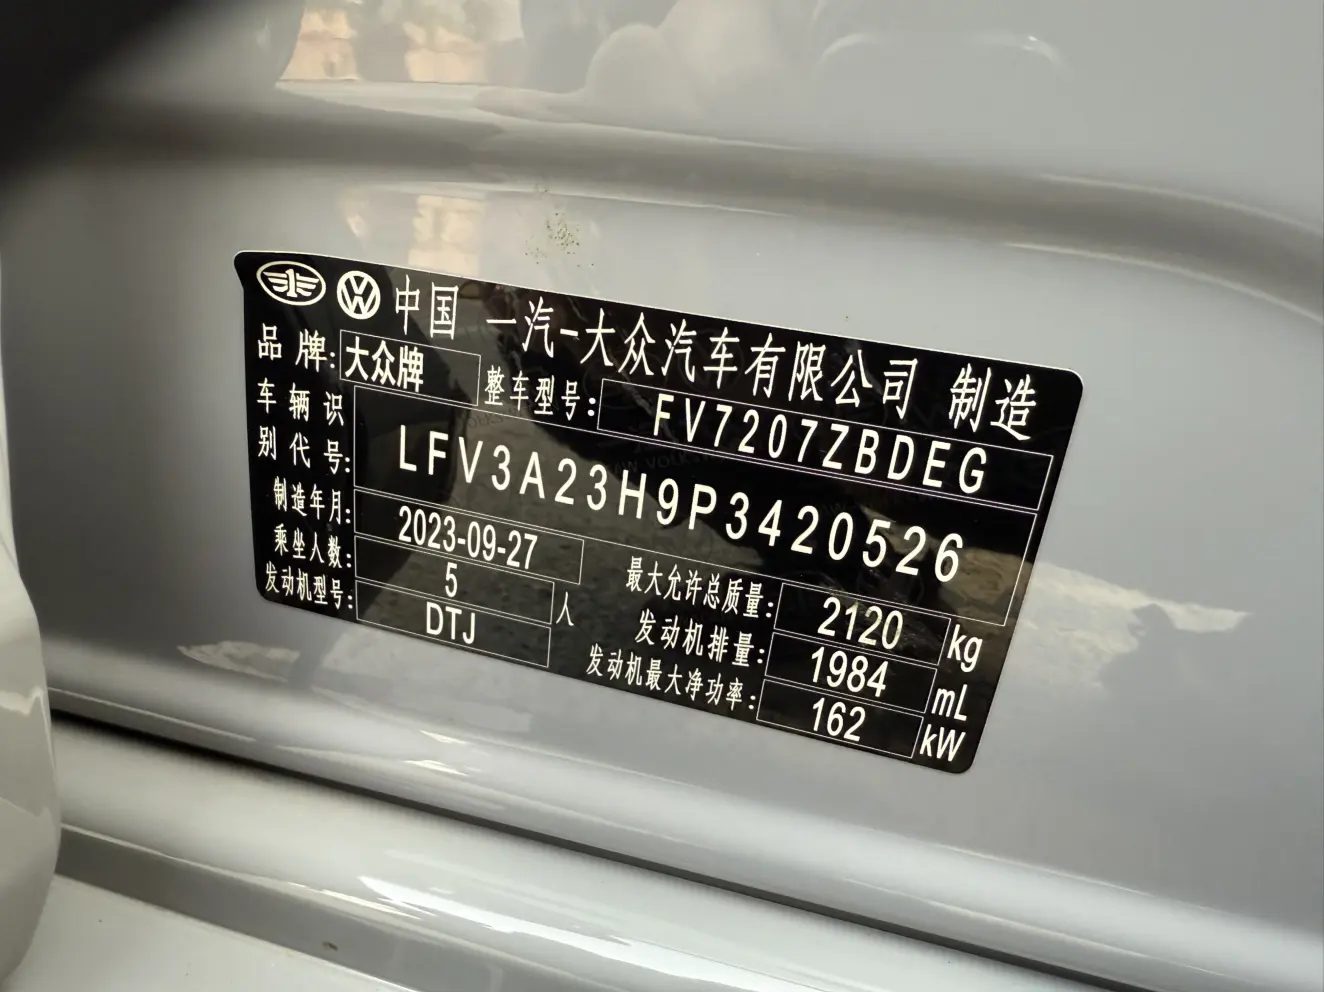 中国 一汽-大众汽车有限公司 制造
品牌: 大众牌 整车型号: FV7207ZBDEG
车辆识别代号: LFV3A23H9P3420526
制造年月: 2023-09-27
乘坐人数: 5 人 最大允许总质量: 2120 kg
发动机型号: DTJ 发动机排量: 1984 mL
发动机最大净功率: 162 kW